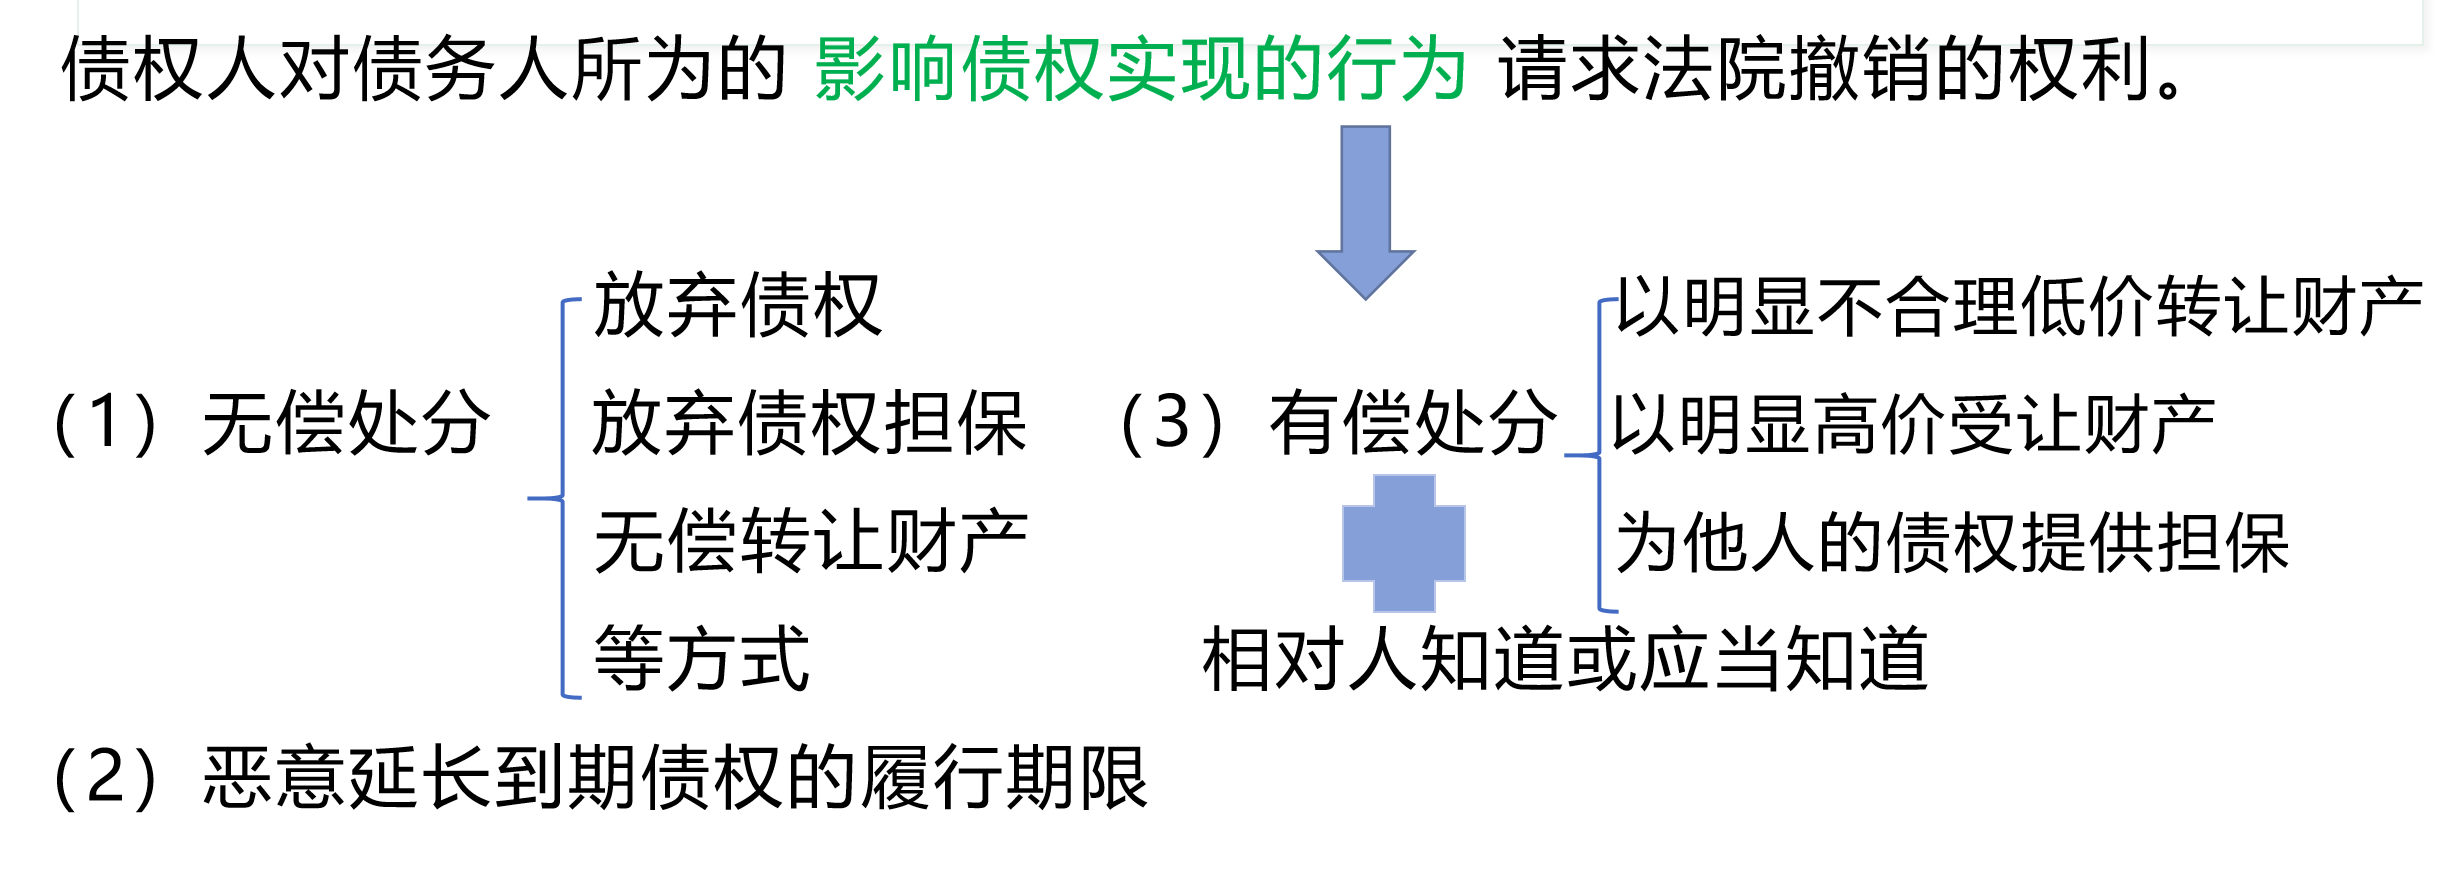 债权人对债务人所为的 影响债权实现的行为 请求法院撤销的权利。
(1) 无偿处分
放弃债权
放弃债权担保
无偿转让财产
等方式
(3) 有偿处分
以明显不合理低价转让财产
以明显高价受让财产
为他人的债权提供担保
相对人知道或应当知道
(2) 恶意延长到期债权的履行期限